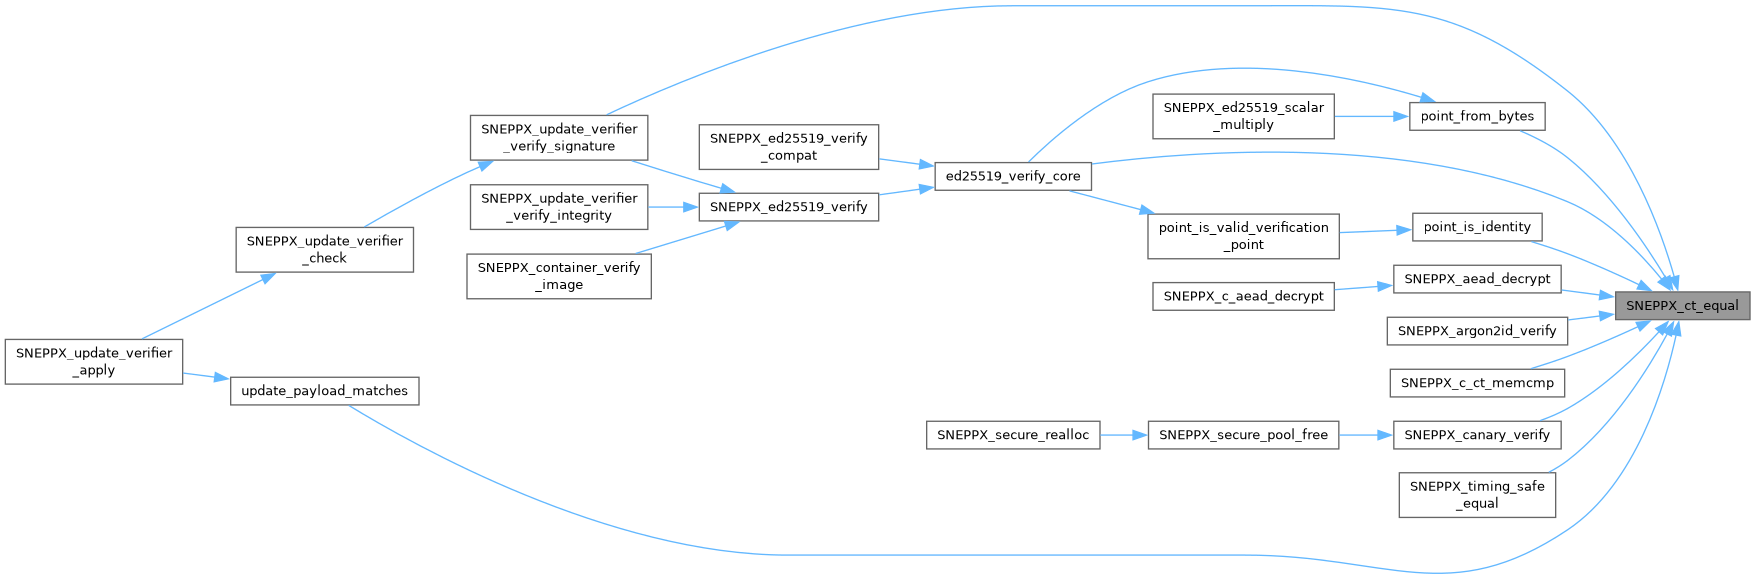 SNEPPX_update_verifier
_apply
SNEPPX_update_verifier
_check
update_payload_matches
SNEPPX_update_verifier
_verify_signature
SNEPPX_update_verifier
_verify_integrity
SNEPPX_container_verify
_image
SNEPPX_ed25519_verify
_compat
SNEPPX_ed25519_verify
ed25519_verify_core
SNEPPX_secure_realloc
SNEPPX_ed25519_scalar
_multiply
point_is_valid_verification
_point
SNEPPX_c_aead_decrypt
SNEPPX_secure_pool_free
point_from_bytes
point_is_identity
SNEPPX_aead_decrypt
SNEPPX_argon2id_verify
SNEPPX_c_ct_memcmp
SNEPPX_canary_verify
SNEPPX_timing_safe
_equal
SNEPPX_ct_equal